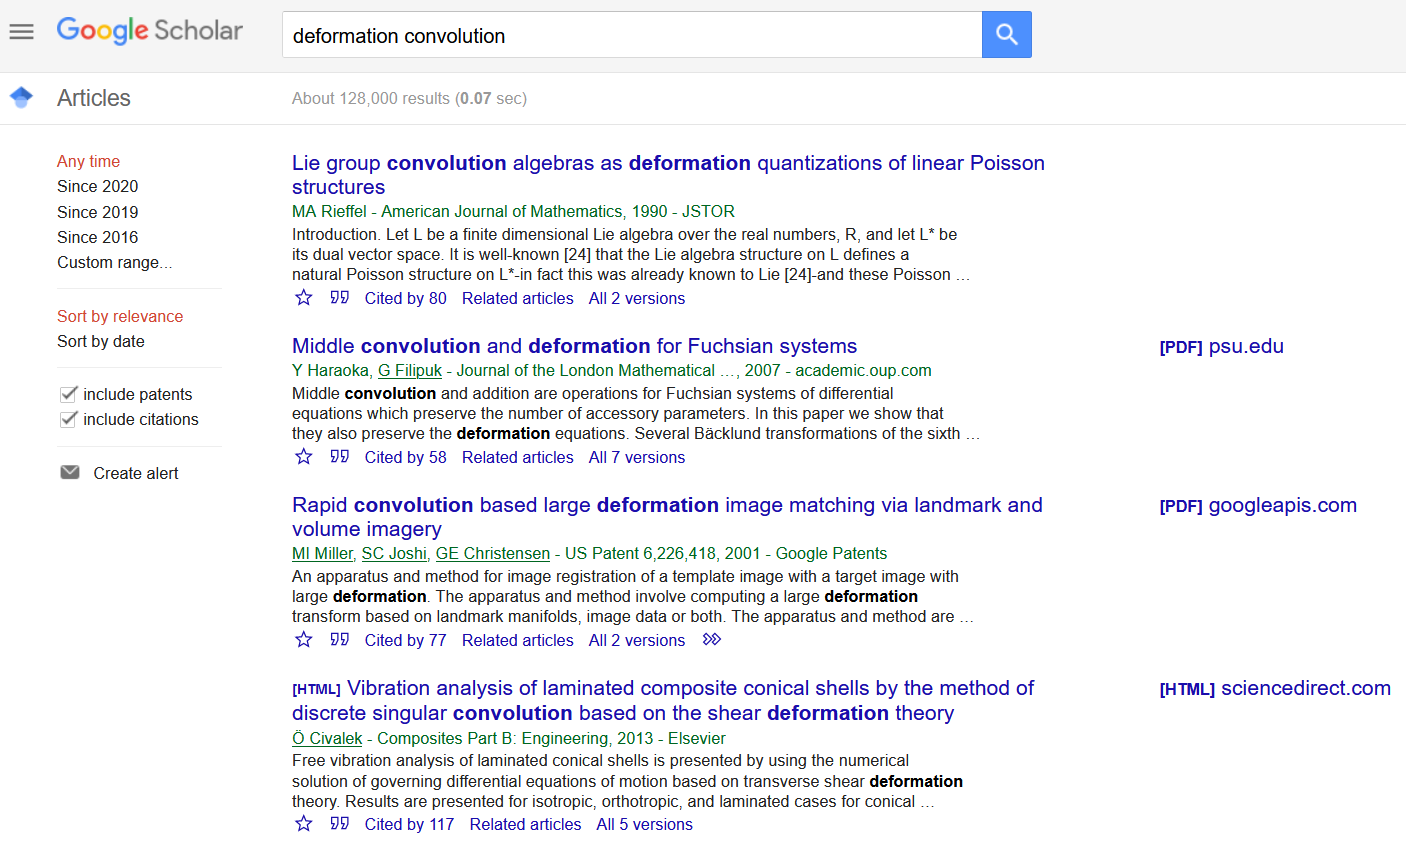 Google Scholar
deformation convolution
Articles
About 128,000 results (0.07 sec)
Any time
Since 2020
Since 2019
Since 2016
Custom range...
Sort by relevance
Sort by date
include patents
include citations
Create alert
Lie group convolution algebras as deformation quantizations of linear Poisson
structures
MA Rieffel - American Journal of Mathematics, 1990 - JSTOR
Introduction. Let L be a finite dimensional Lie algebra over the real numbers, R, and let L* be
its dual vector space. It is well-known [24] that the Lie algebra structure on L defines a
natural Poisson structure on L*-in fact this was already known to Lie [24]-and these Poisson …
Cited by 80 Related articles All 2 versions
Middle convolution and deformation for Fuchsian systems
[PDF] psu.edu
Y Haraoka, G Filipuk - Journal of the London Mathematical …, 2007 - academic.oup.com
Middle convolution and addition are operations for Fuchsian systems of differential
equations which preserve the number of accessory parameters. In this paper we show that
they also preserve the deformation equations. Several Bäcklund transformations of the sixth …
Cited by 58 Related articles All 7 versions
Rapid convolution based large deformation image matching via landmark and
volume imagery
[PDF] googleapis.com
MI Miller, SC Joshi, GE Christensen - US Patent 6,226,418, 2001 - Google Patents
An apparatus and method for image registration of a template image with a target image with
large deformation. The apparatus and method involve computing a large deformation
transform based on landmark manifolds, image data or both. The apparatus and method are …
Cited by 77 Related articles All 2 versions
[HTML] Vibration analysis of laminated composite conical shells by the method of
discrete singular convolution based on the shear deformation theory
[HTML] sciencedirect.com
Ö Civalek - Composites Part B: Engineering, 2013 - Elsevier
Free vibration analysis of laminated conical shells is presented by using the numerical
solution of governing differential equations of motion based on transverse shear deformation
theory. Results are presented for isotropic, orthotropic, and laminated cases for conical …
Cited by 117 Related articles All 5 versions